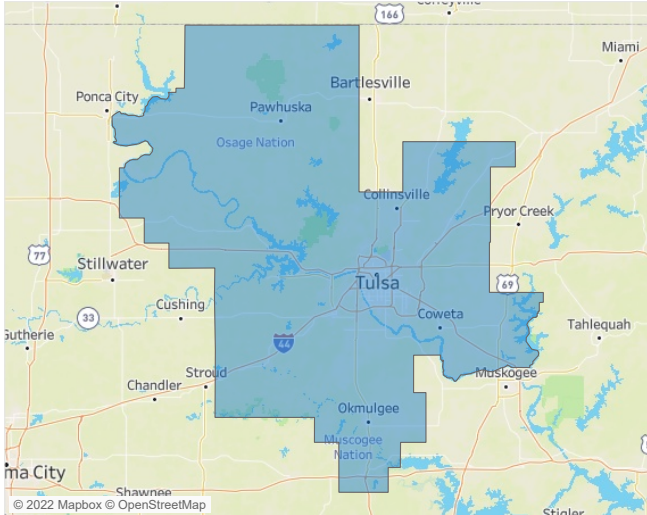 166
Miami
Bartlesville
Ponca City
Pawhuska
Osage Nation
Collinsville
Pryor Creek
77
Stillwater
Tulsa
69
Cushing
33
Coweta
Tahlequah
Guthrie
44
Chandler
Stroud
Muskogee
Okmulgee
Muscogee
Nation
ma City
Shawnee
© 2022 Mapbox © OpenStreetMap
Stigler